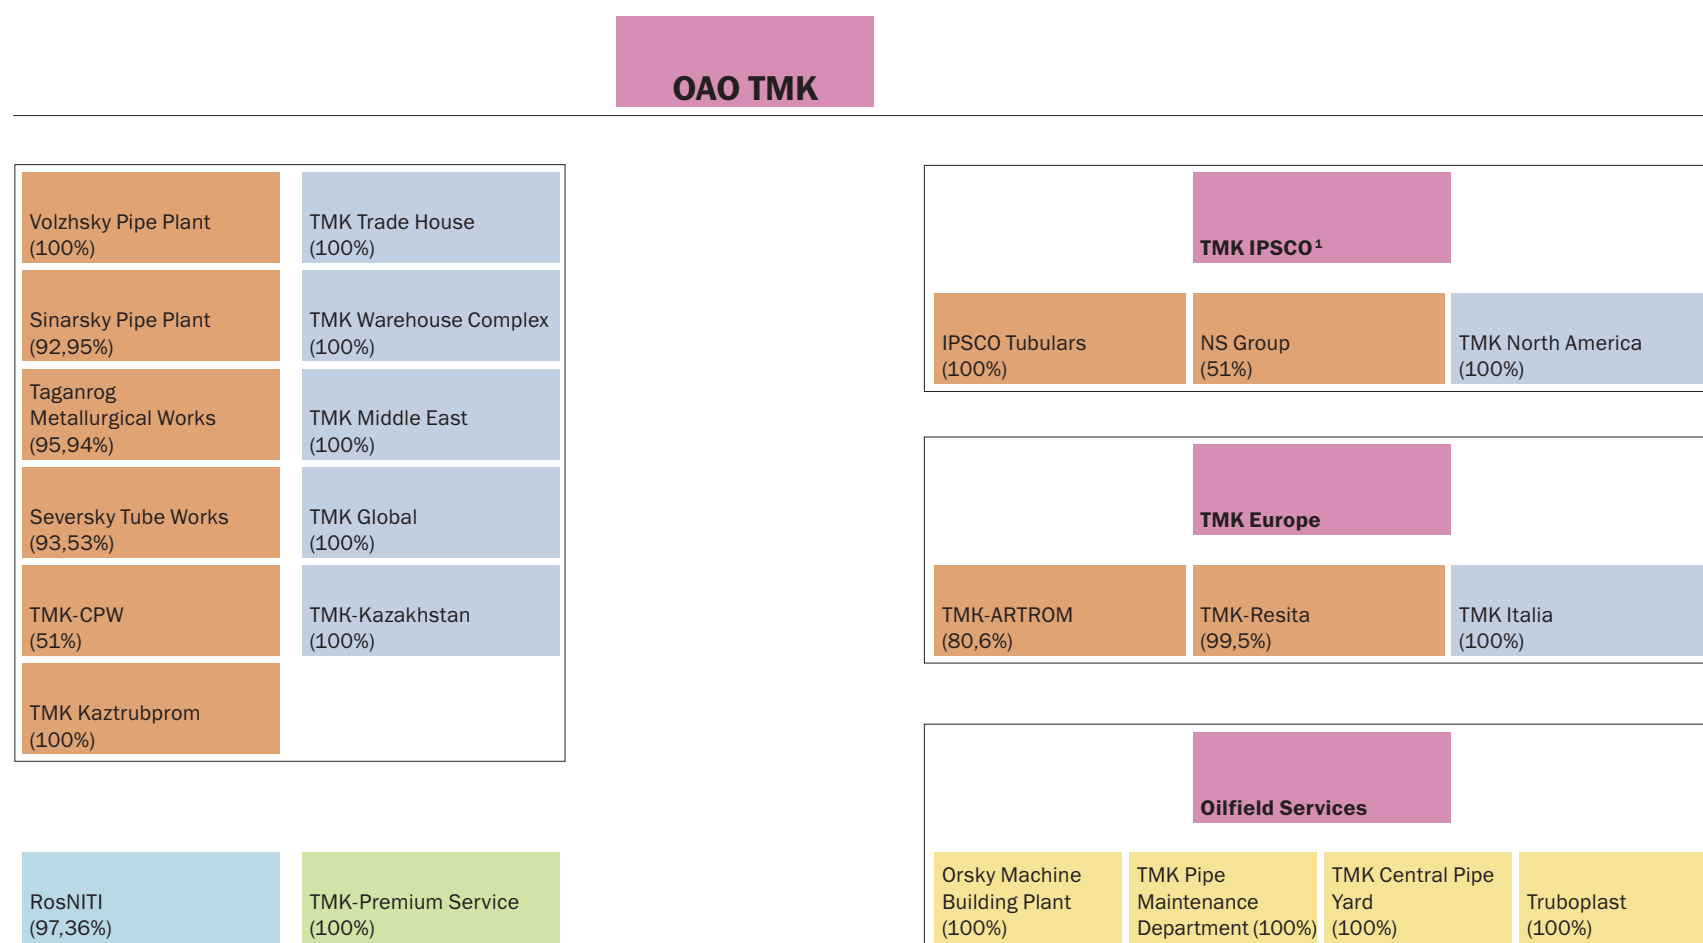 OAO TMK
Volzhsky Pipe Plant
(100%)
TMK Trade House
(100%)
Sinarsky Pipe Plant
(92,95%)
TMK Warehouse Complex
(100%)
Taganrog
Metallurgical Works
(95,94%)
TMK Middle East
(100%)
Seversky Tube Works
(93,53%)
TMK Global
(100%)
TMK-CPW
(51%)
TMK-Kazakhstan
(100%)
TMK Kaztrubprom
(100%)
RosNITI
(97,36%)
TMK-Premium Service
(100%)
TMK IPSCO¹
IPSCO Tubulars
(100%)
NS Group
(51%)
TMK North America
(100%)
TMK Europe
TMK-ARTROM
(80,6%)
TMK-Resita
(99,5%)
TMK Italia
(100%)
Oilfield Services
Orsky Machine
Building Plant
(100%)
TMK Pipe
Maintenance
Department (100%)
TMK Central Pipe
Yard
(100%)
Truboplast
(100%)